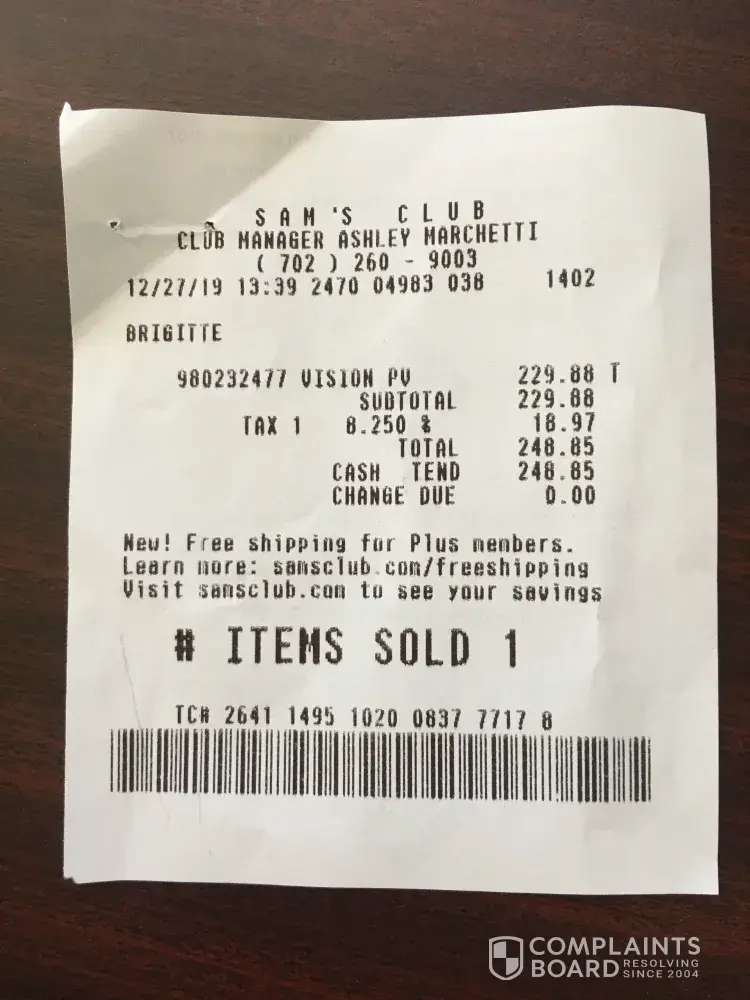 SAM'S CLUB
CLUB MANAGER ASHLEY MARCHETTI
( 702 ) 260 - 9003
12/27/19 13:39 2470 04983 038 1402
BRIGITTE
980232477 VISION PV 229.88 T
SUBTOTAL 229.88
TAX 1 8.250 % 18.97
TOTAL 248.85
CASH TEND 248.85
CHANGE DUE 0.00
New! Free shipping for Plus members.
Learn more: samsclub.com/freeshipping
Visit samsclub.com to see your savings
# ITEMS SOLD 1
TC# 2641 1495 1020 0837 7717 8
COMPLAINTS
BOARD RESOLVING
SINCE 2004